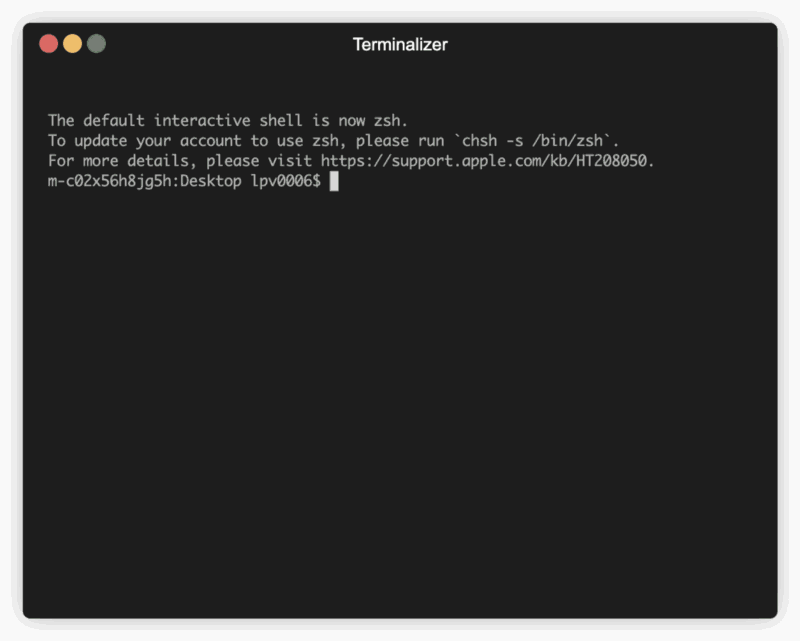 Terminalizer
The default interactive shell is now zsh.
To update your account to use zsh, please run `chsh -s /bin/zsh`.
For more details, please visit https://support.apple.com/kb/HT208050.
m-c02x56h8jg5h:Desktop lpv0006$